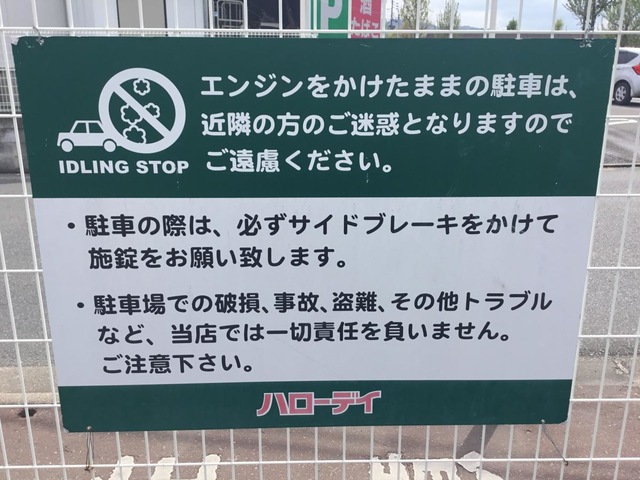 P
酒
たばこ
エンジンをかけたままの駐車は、
近隣の方のご迷惑となりますので
ご遠慮ください。
IDLING STOP
・駐車の際は、必ずサイドブレーキをかけて
施錠をお願い致します。
・駐車場での破損、事故、盗難、その他トラブル
など、当店では一切責任を負いません。
ご注意下さい。
ハローデイ